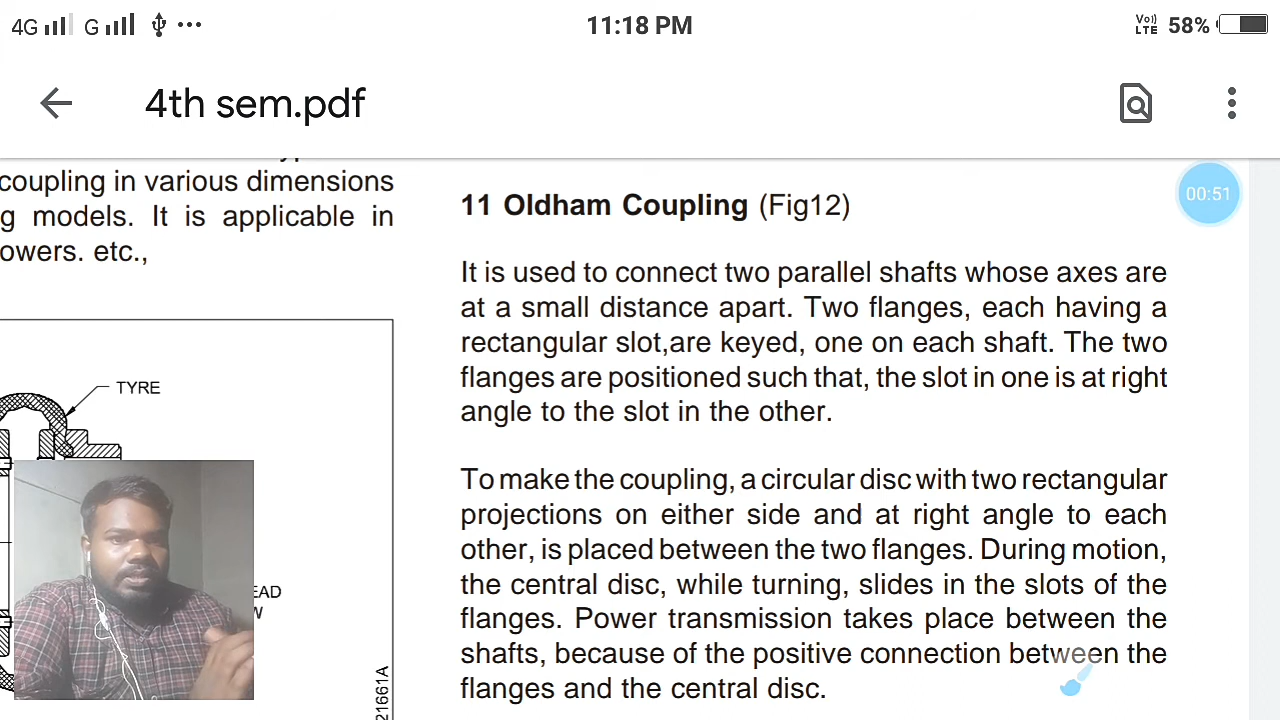 4G G 11:18 PM Vo) LTE 58%
4th sem.pdf
00:51
coupling in various dimensions
g models. It is applicable in
owers. etc.,
TYRE
EAD
W
21661A
11 Oldham Coupling (Fig12)
It is used to connect two parallel shafts whose axes are
at a small distance apart. Two flanges, each having a
rectangular slot,are keyed, one on each shaft. The two
flanges are positioned such that, the slot in one is at right
angle to the slot in the other.
To make the coupling, a circular disc with two rectangular
projections on either side and at right angle to each
other, is placed between the two flanges. During motion,
the central disc, while turning, slides in the slots of the
flanges. Power transmission takes place between the
shafts, because of the positive connection between the
flanges and the central disc.